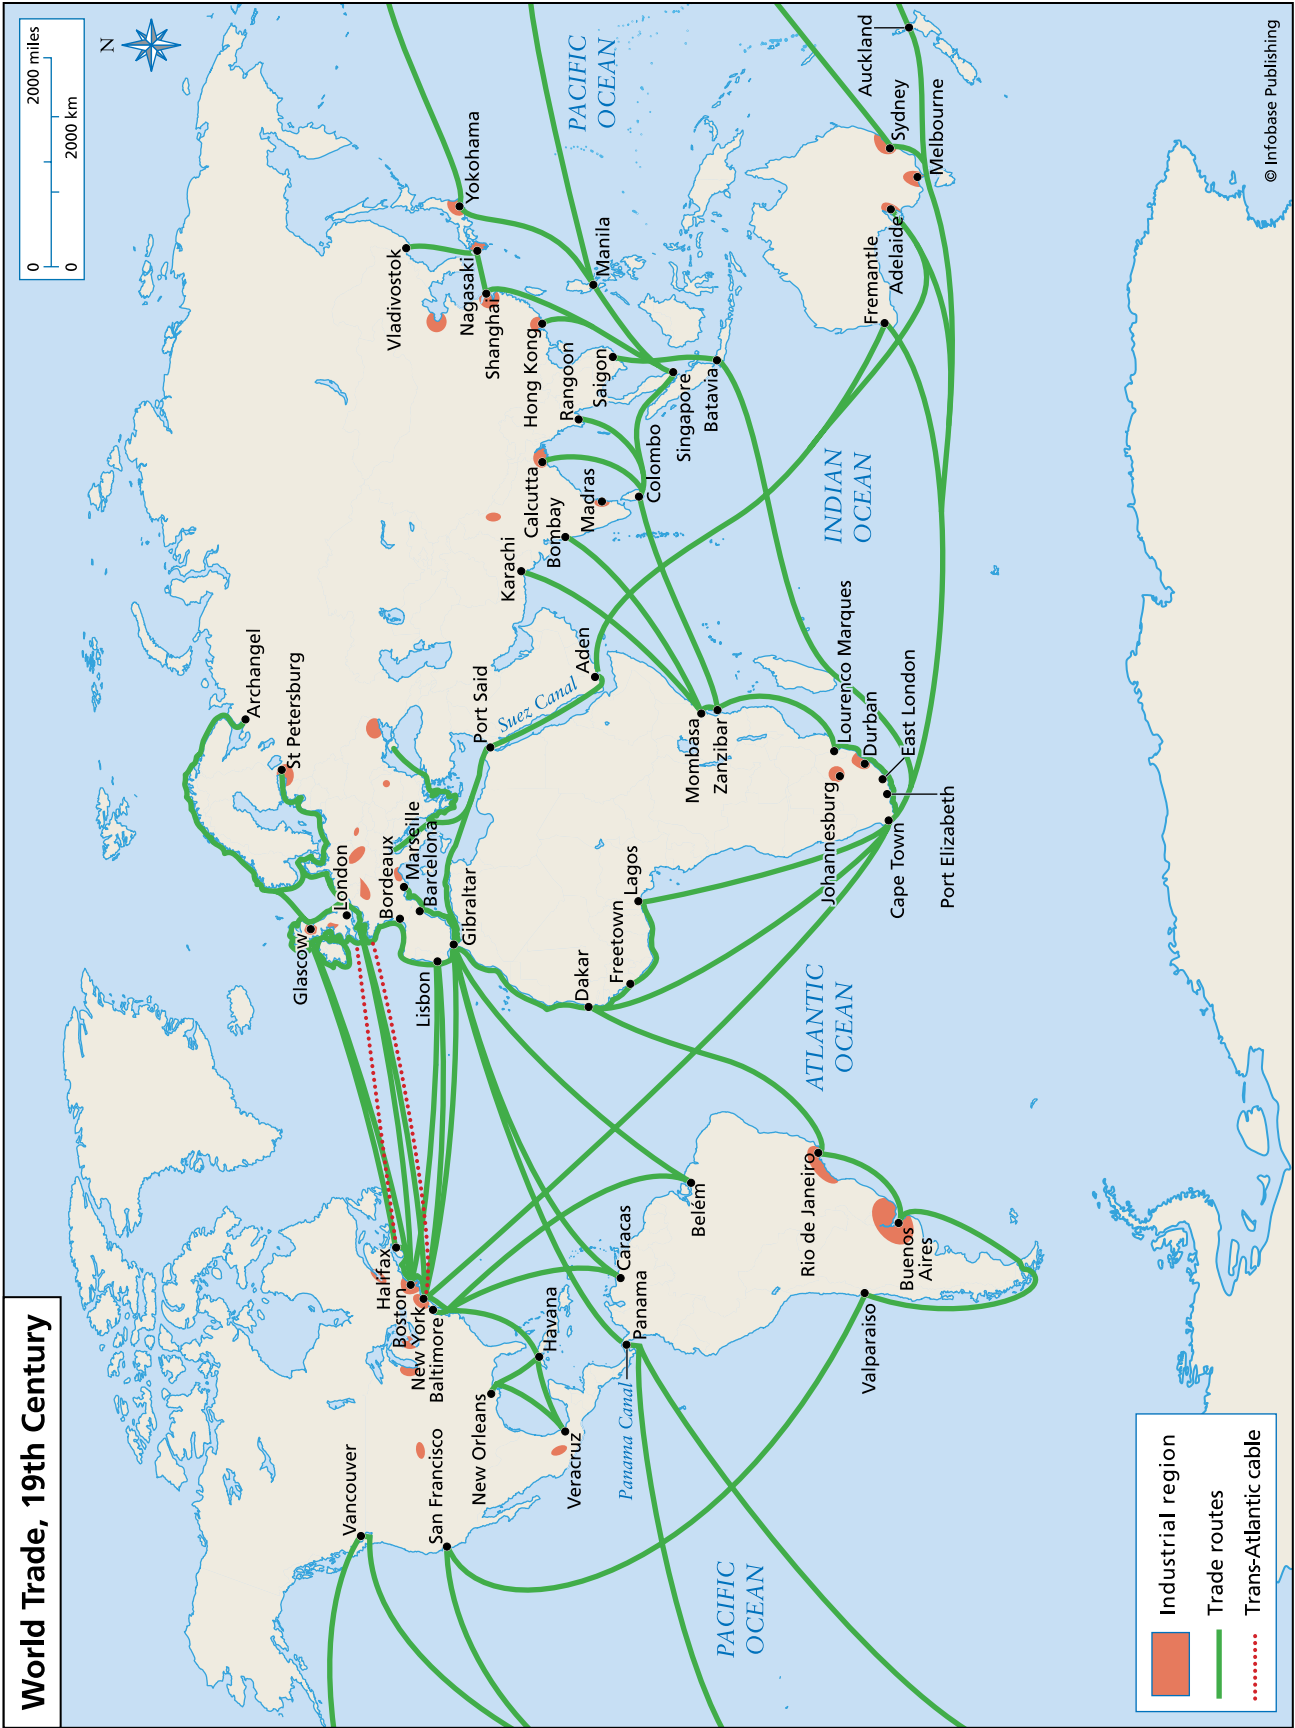 World Trade, 19th Century
N
0
2000 miles
0
2000 km
Vancouver
San Francisco
New Orleans
Veracruz
Halifax
Boston
New York
Baltimore
Havana
Panama
Panama Canal
Caracas
Belém
Rio de Janeiro
Buenos
Aires
Valparaiso
PACIFIC
OCEAN
ATLANTIC
OCEAN
Glascow
London
Lisbon
Bordeaux
Marseille
Barcelona
Gibraltar
Archangel
St Petersburg
Port Said
Suez Canal
Aden
Dakar
Freetown
Lagos
Mombasa
Zanzibar
Johannesburg
Lourenco Marques
Durban
East London
Cape Town
Port Elizabeth
Karachi
Bombay
Calcutta
Madras
Colombo
Rangoon
Saigon
Singapore
Batavia
Hong Kong
Shanghai
Nagasaki
Vladivostok
Yokohama
Manila
INDIAN
OCEAN
PACIFIC
OCEAN
Fremantle
Adelaide
Melbourne
Sydney
Auckland
Industrial region
Trade routes
Trans-Atlantic cable
© Infobase Publishing